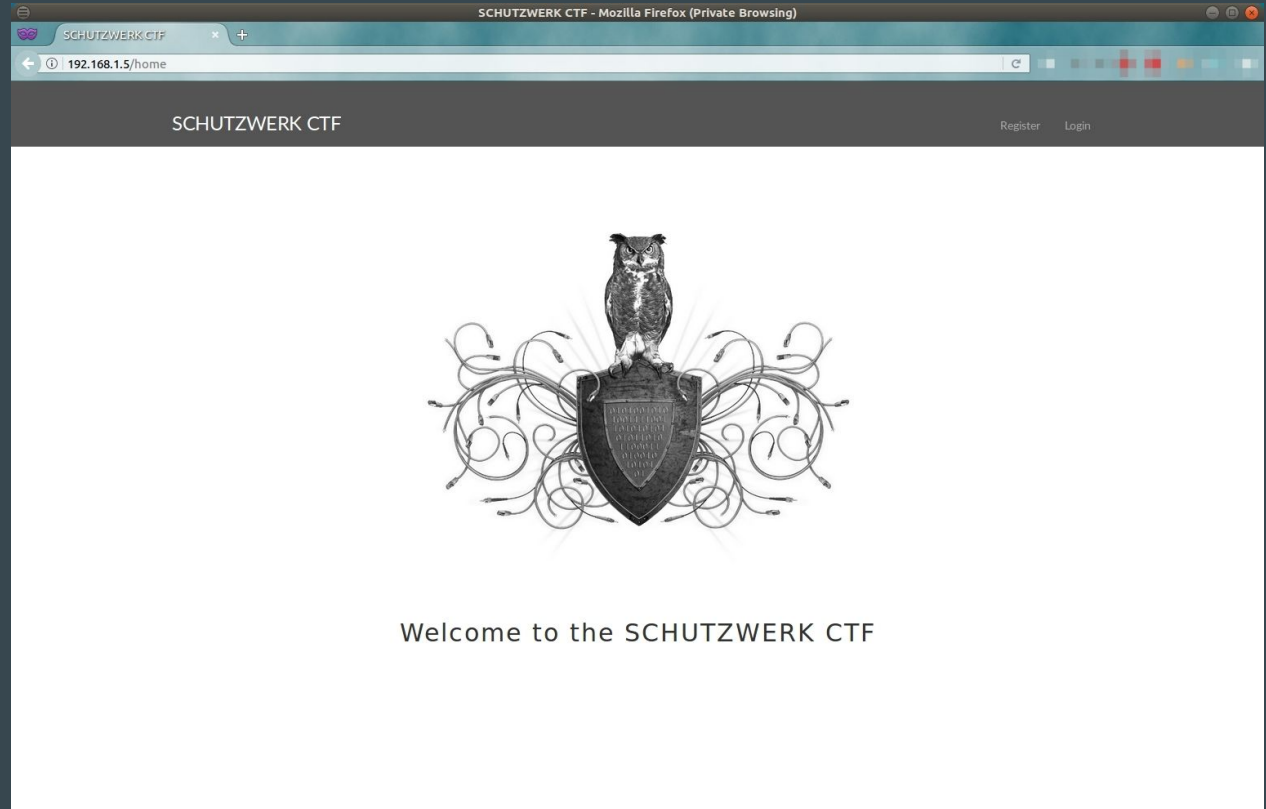 SCHUTZWERK CTF - Mozilla Firefox (Private Browsing)
SCHUTZWERK CTF
192.168.1.5/home
SCHUTZWERK CTF
Register Login
Welcome to the SCHUTZWERK CTF